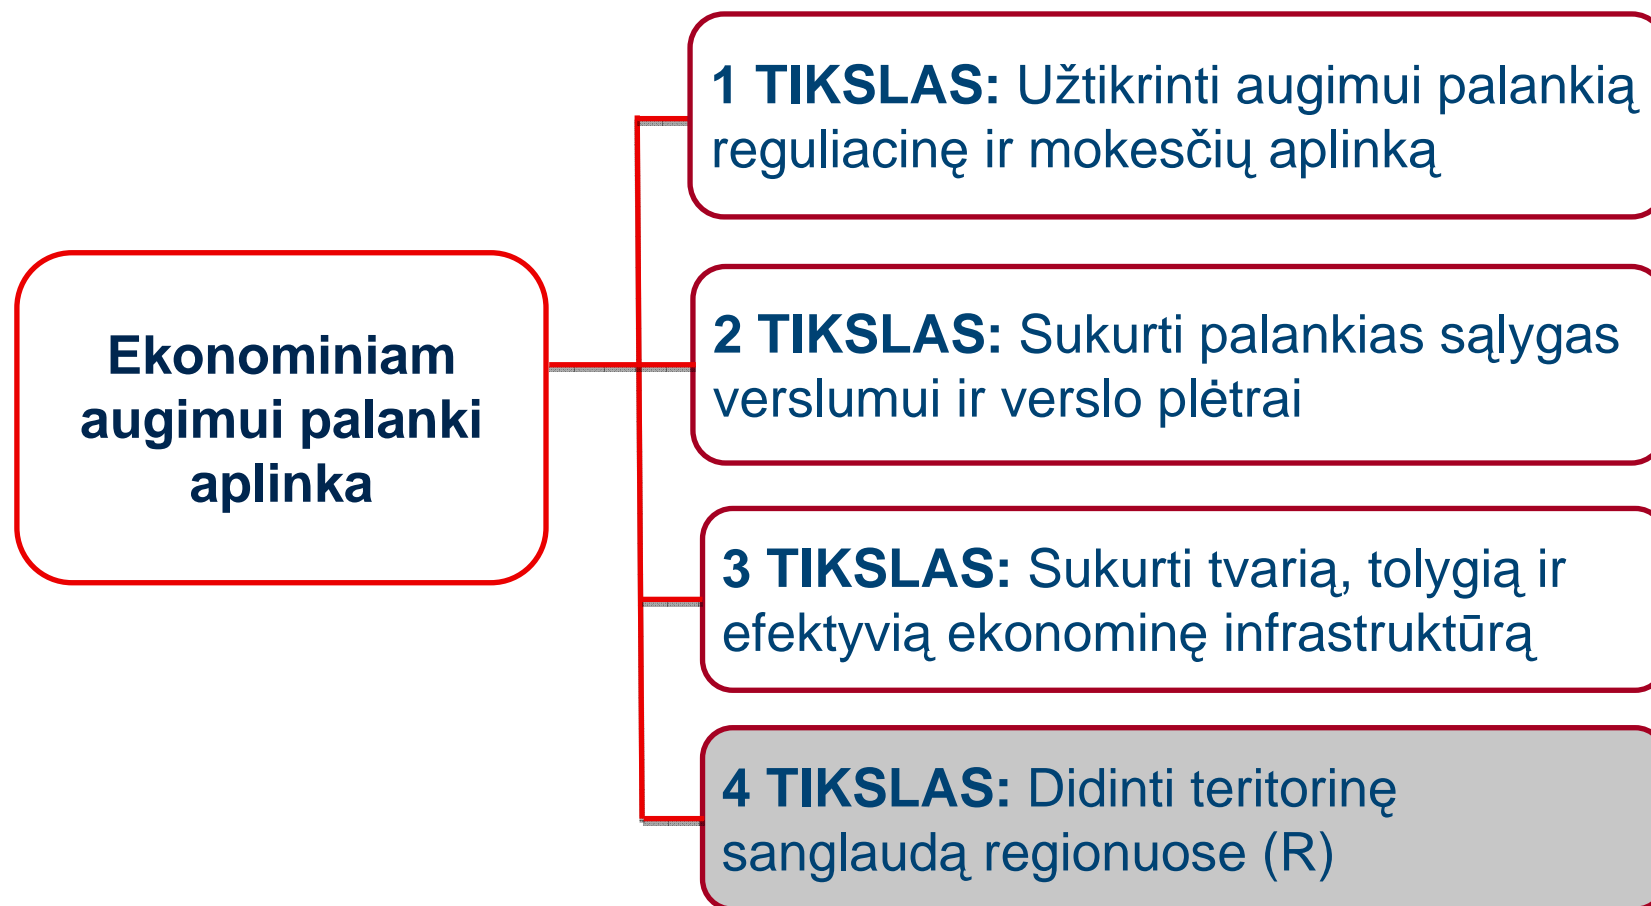 Ekonominiam
augimui palanki
aplinka
1 TIKSLAS: Užtikrinti augimui palankią
reguliacinę ir mokesčių aplinką
2 TIKSLAS: Sukurti palankias sąlygas
verslumui ir verslo plėtrai
3 TIKSLAS: Sukurti tvarią, tolygią ir
efektyvią ekonominę infrastruktūrą
4 TIKSLAS: Didinti teritorinę
sanglaudą regionuose (R)